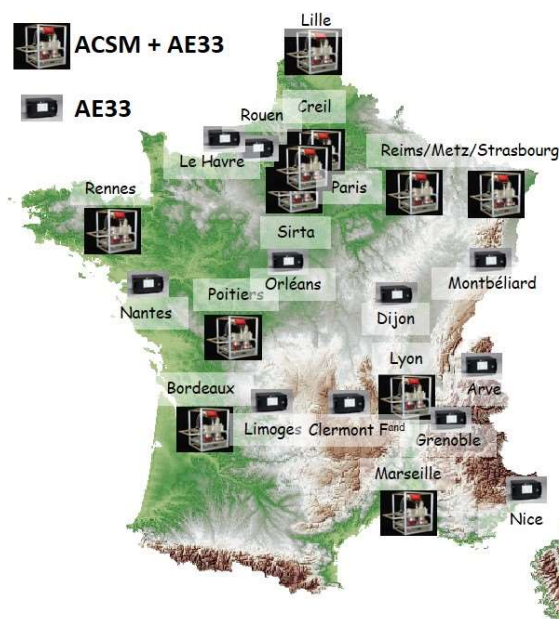 ACSM + AE33
AE33
Lille
Rouen
Creil
Le Havre
Reims/Metz/Strasbourg
Rennes
Paris
Sirta
Orléans
Montbéliard
Nantes
Poitiers
Dijon
Lyon
Arve
Bordeaux
Limoges
Clermont Fand
Grenoble
Marseille
Nice